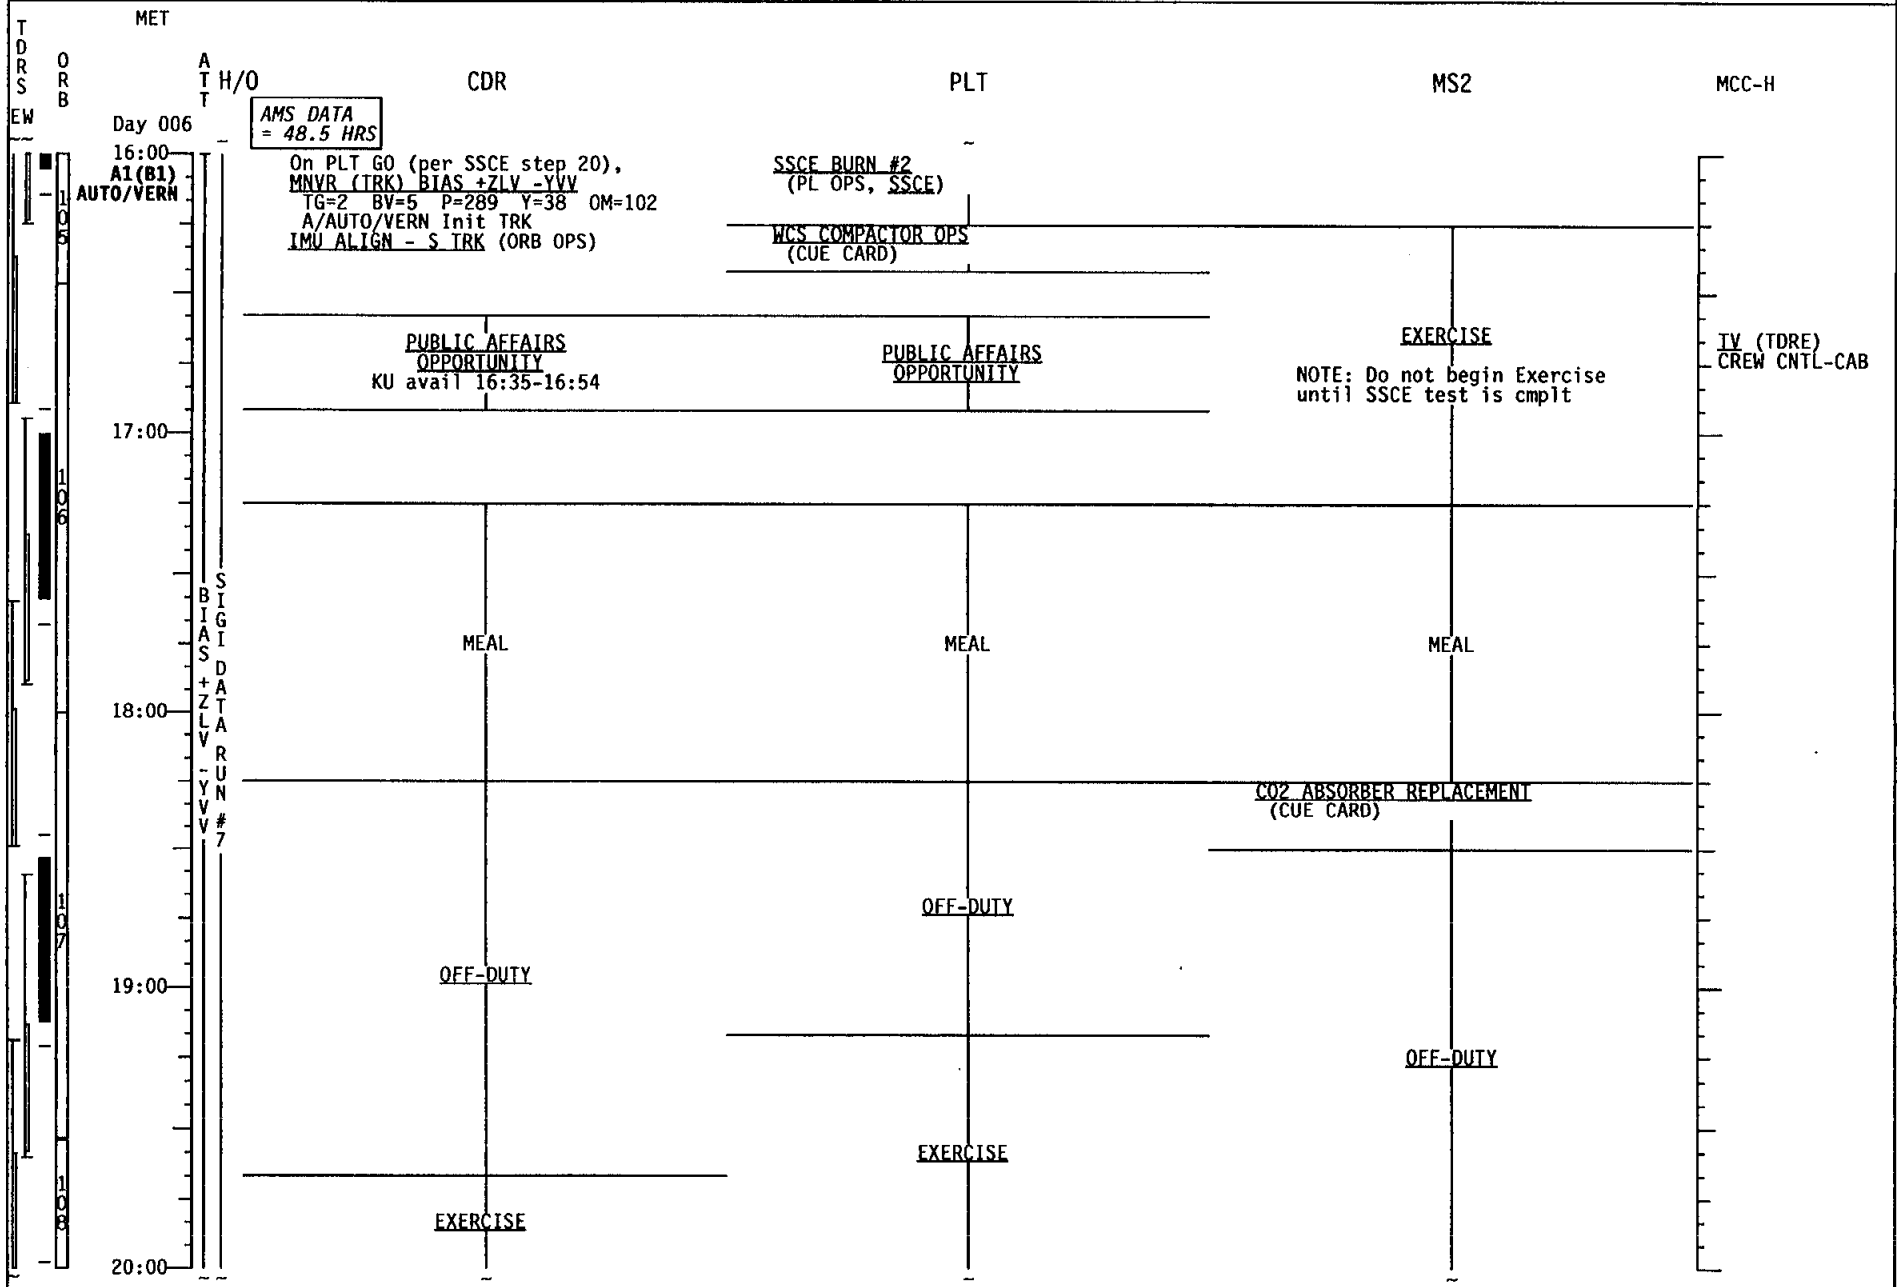 MET
TDRS
ORB
ATT
H/O
CDR
PLT
MS2
MCC-H
EW
Day 006
AMS DATA
= 48.5 HRS
16:00
A1(B1)
AUTO/VERN
On PLT GO (per SSCE step 20),
MNVR (TRK) BIAS +ZLV -YVV
TG=2 BV=5 P=289 Y=38 OM=102
A/AUTO/VERN Init TRK
IMU ALIGN - S TRK (ORB OPS)
SSCE BURN #2
(PL OPS, SSCE)
WCS COMPACTOR OPS
(CUE CARD)
105
PUBLIC AFFAIRS
OPPORTUNITY
KU avail 16:35-16:54
PUBLIC AFFAIRS
OPPORTUNITY
EXERCISE
NOTE: Do not begin Exercise
until SSCE test is cmplt
TV (TDRE)
CREW CNTL-CAB
17:00
106
BIAS +ZLV -YVV
SIGI DATA RUN #7
MEAL
MEAL
MEAL
18:00
CO2 ABSORBER REPLACEMENT
(CUE CARD)
107
OFF-DUTY
OFF-DUTY
19:00
OFF-DUTY
EXERCISE
108
EXERCISE
20:00